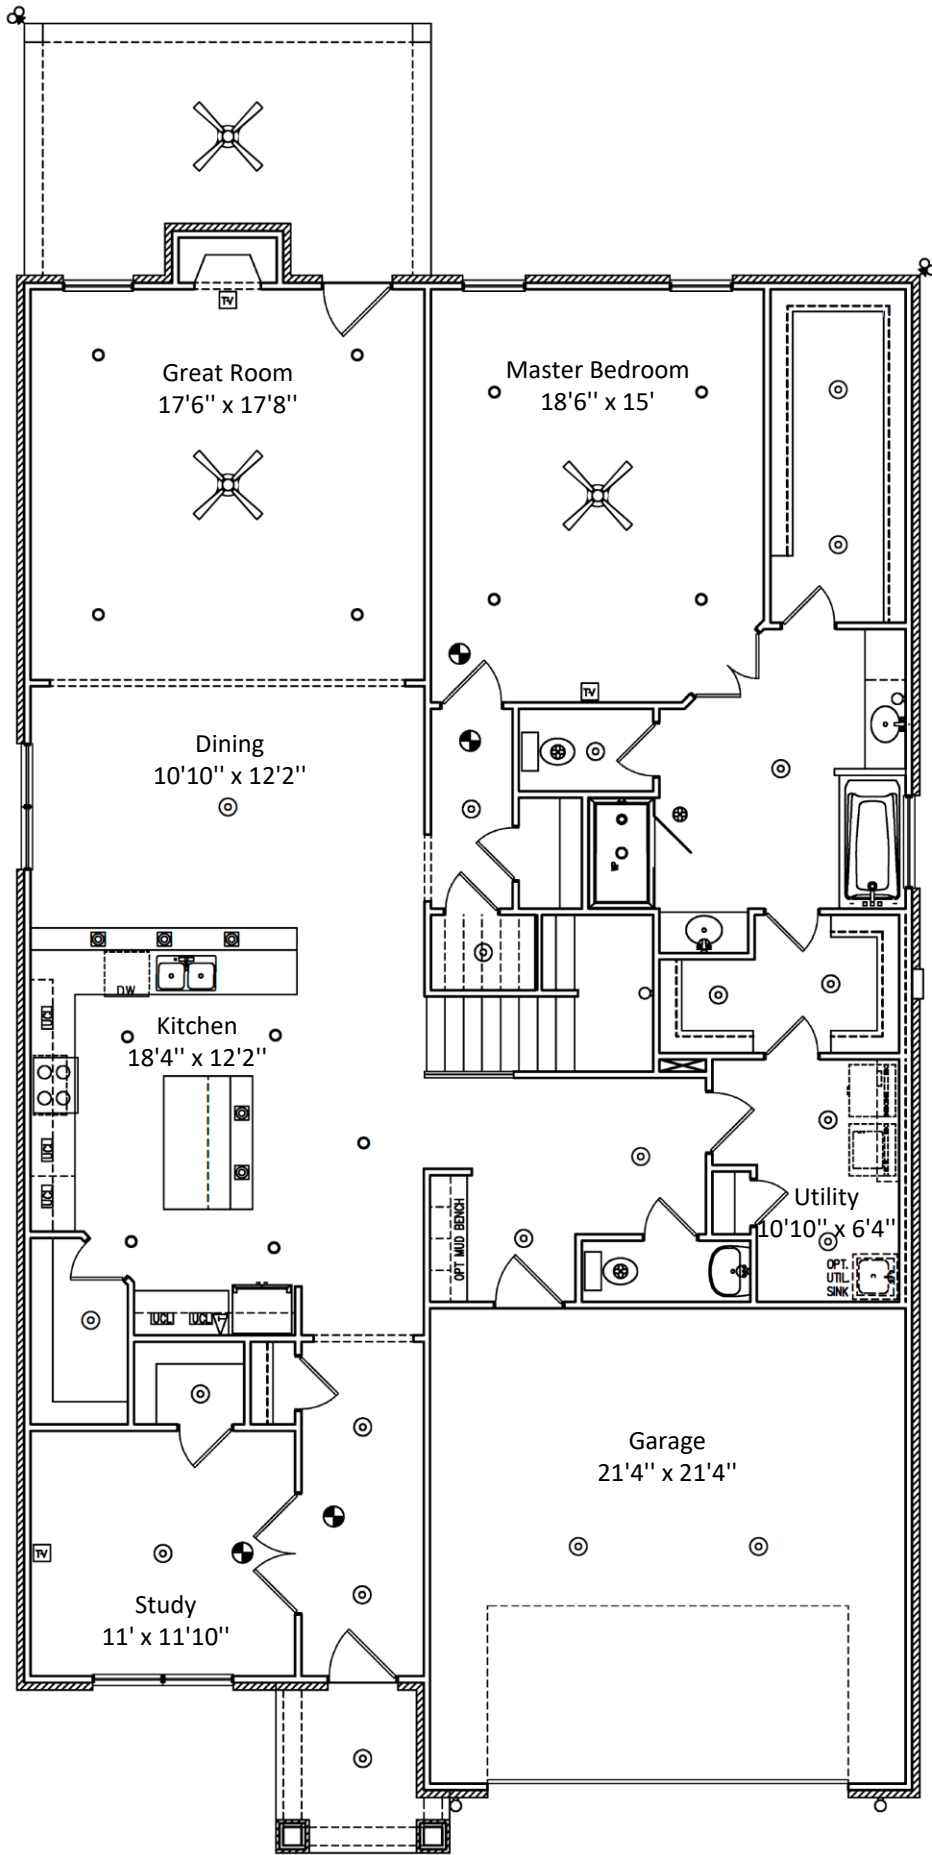 TV
Great Room
17'6'' x 17'8''
Master Bedroom
18'6'' x 15'
TV
Dining
10'10'' x 12'2''
WP
DW
UCL
Kitchen
18'4'' x 12'2''
UCL
UCL
OPT MUD BENCH
Utility
10'10'' x 6'4''
OPT.
UTIL.
SINK
UCL
UCL
Garage
21'4'' x 21'4''
TV
Study
11' x 11'10''